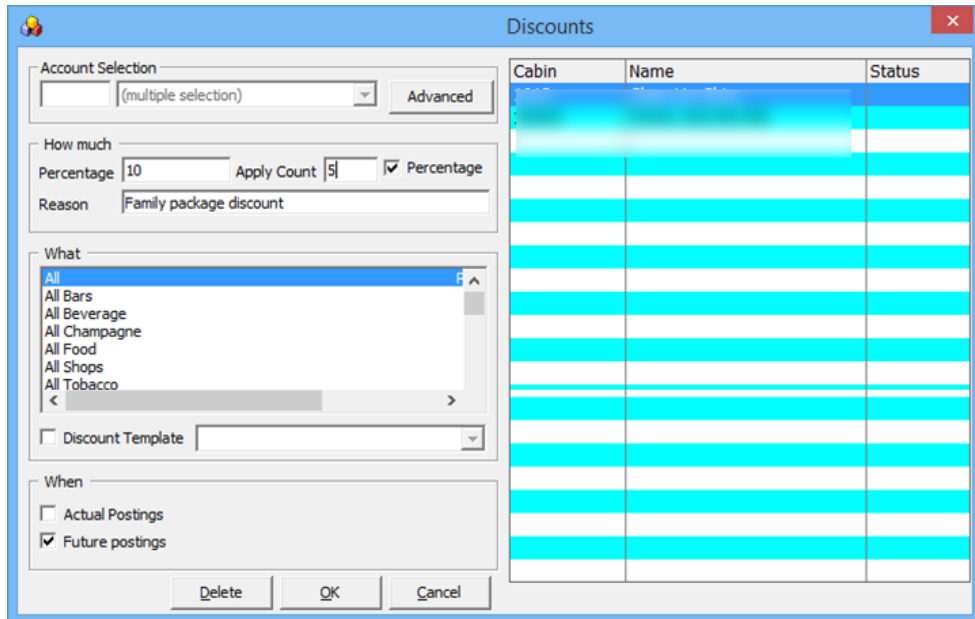 Discounts
Account Selection
(multiple selection)
Advanced
How much
Percentage 10 Apply Count 5 Percentage
Reason Family package discount
What
All
All Bars
All Beverage
All Champagne
All Food
All Shops
All Tobacco
Discount Template
When
Actual Postings
Future postings
Delete OK Cancel
Cabin Name Status